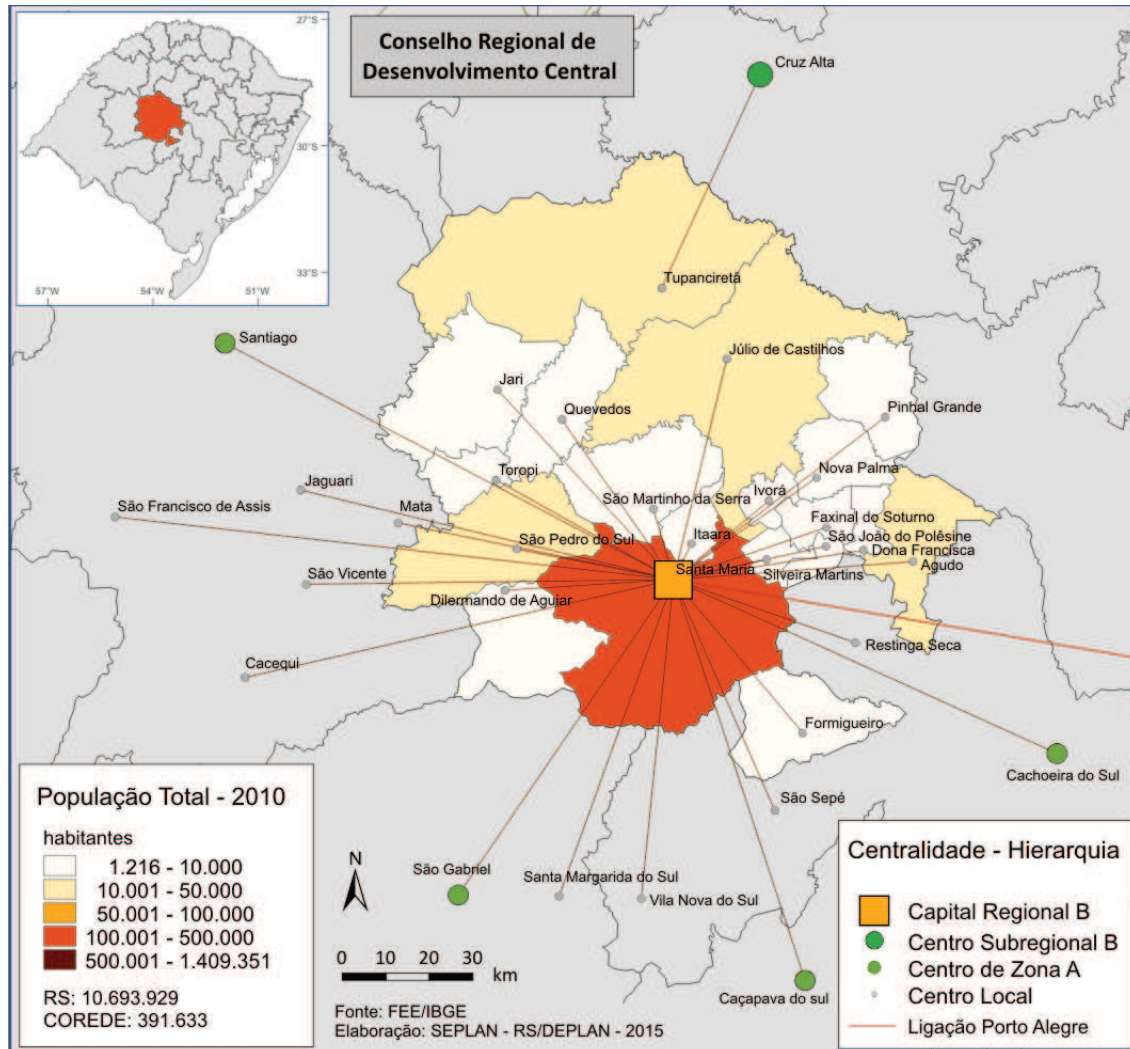 27°S
30°S
33°S
57°W
54°W
51°W
Conselho Regional de
Desenvolvimento Central
Cruz Alta
Tupanciretã
Santiago
Júlio de Castilhos
Jari
Quevedos
Pinhal Grande
Toropi
Nova Palma
Jaguari
Ivorá
São Martinho da Serra
São Francisco de Assis
Mata
Faxinal do Soturno
Itaara
São João do Polêsine
São Pedro do Sul
Dona Francisca
Santa Maria
Agudo
São Vicente
Silveira Martins
Dilermando de Aguiar
Restinga Seca
Cacequi
Formigueiro
Cachoeira do Sul
São Sepé
São Gabriel
Santa Margarida do Sul
Vila Nova do Sul
Caçapava do sul
População Total - 2010
habitantes
1.216 - 10.000
10.001 - 50.000
50.001 - 100.000
100.001 - 500.000
500.001 - 1.409.351
RS: 10.693.929
COREDE: 391.633
N
0 10 20 30
km
Fonte: FEE/IBGE
Elaboração: SEPLAN - RS/DEPLAN - 2015
Centralidade - Hierarquia
Capital Regional B
Centro Subregional B
Centro de Zona A
Centro Local
Ligação Porto Alegre